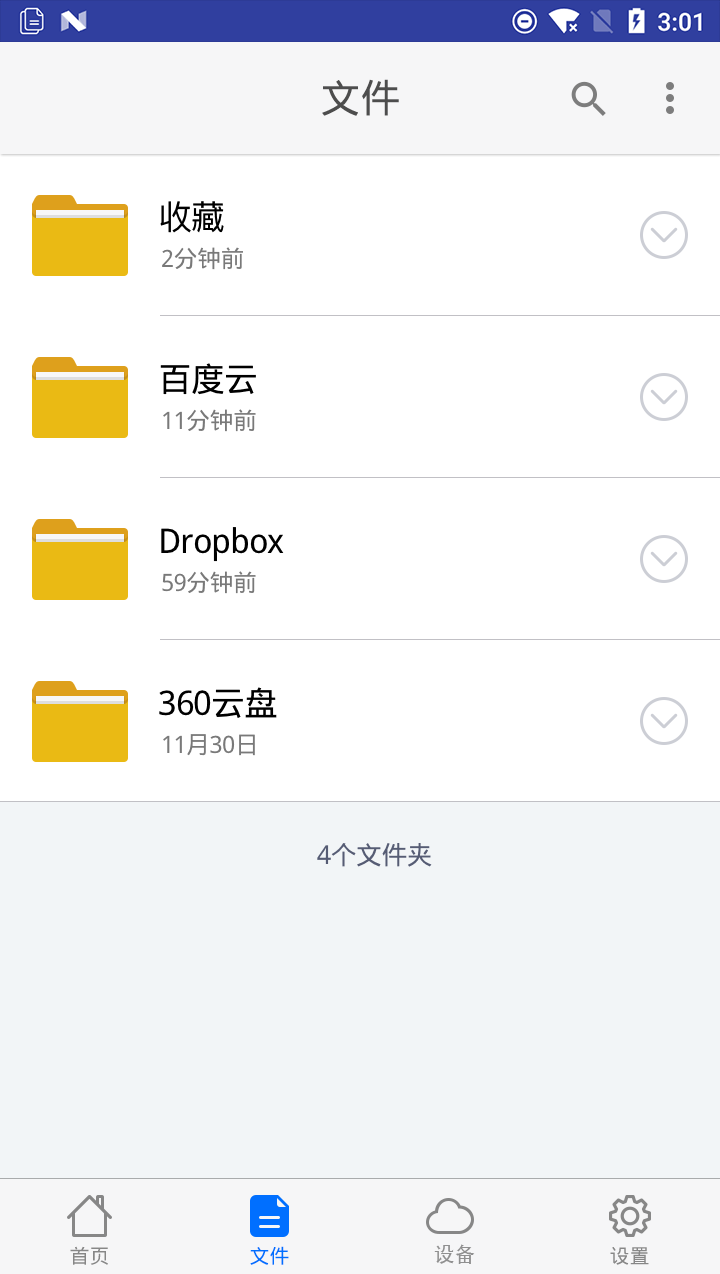 3:01
文件
收藏
2分钟前
百度云
11分钟前
Dropbox
59分钟前
360云盘
11月30日
4个文件夹
首页
文件
设备
设置